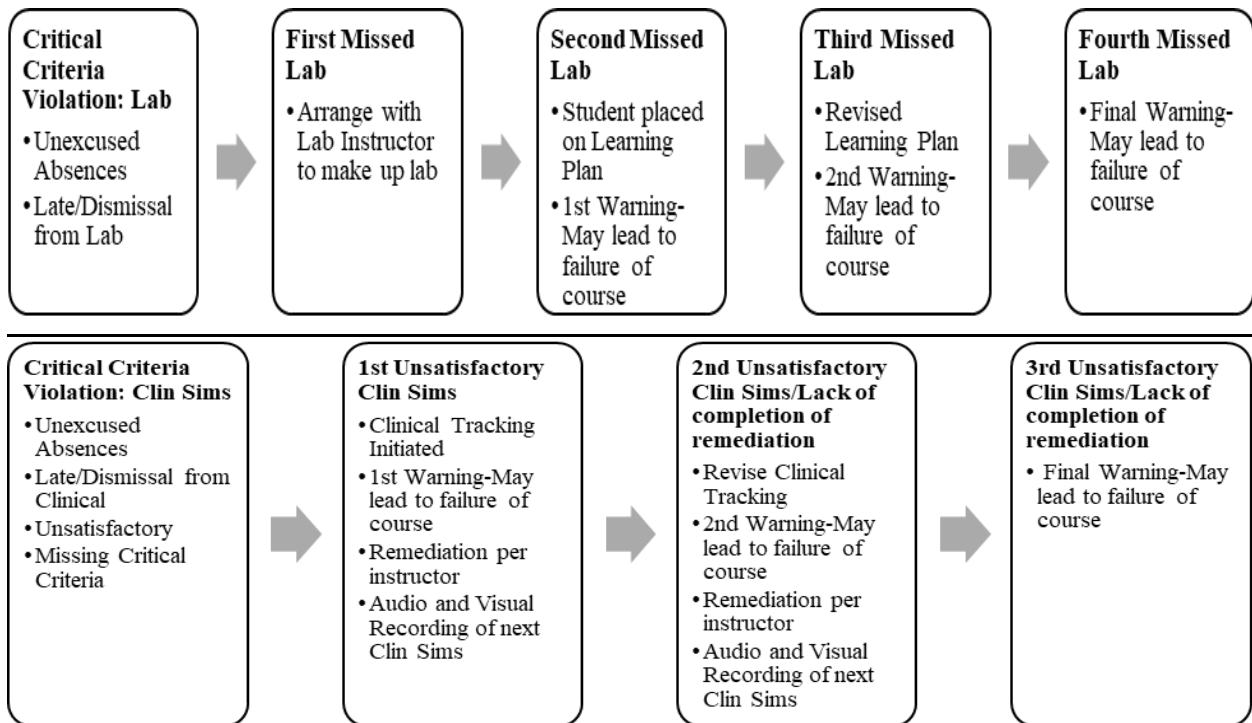 Critical
Criteria
Violation: Lab
•Unexcused
Absences
•Late/Dismissal
from Lab
First Missed
Lab
•Arrange with
Lab Instructor
to make up lab
Second Missed
Lab
•Student placed
on Learning
Plan
•1st Warning-
May lead to
failure of
course
Third Missed
Lab
•Revised
Learning Plan
•2nd Warning-
May lead to
failure of
course
Fourth Missed
Lab
•Final Warning-
May lead to
failure of
course
Critical Criteria
Violation: Clin Sims
•Unexcused
Absences
•Late/Dismissal from
Clinical
•Unsatisfactory
•Missing Critical
Criteria
1st Unsatisfactory
Clin Sims
•Clinical Tracking
Initiated
•1st Warning-May
lead to failure of
course
•Remediation per
instructor
•Audio and Visual
Recording of next
Clin Sims
2nd Unsatisfactory
Clin Sims/Lack of
completion of
remediation
•Revise Clinical
Tracking
•2nd Warning-May
lead to failure of
course
•Remediation per
instructor
•Audio and Visual
Recording of next
Clin Sims
3rd Unsatisfactory
Clin Sims/Lack of
completion of
remediation
• Final Warning-May
lead to failure of
course